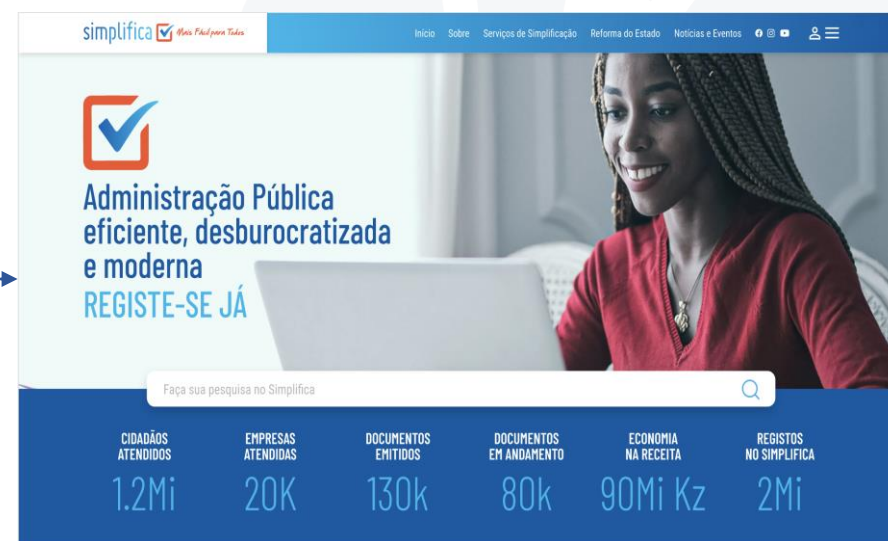 simplifica Mais Fácil para Todos
Início Sobre Serviços de Simplificação Reforma do Estado Notícias e Eventos
Administração Pública
eficiente, desburocratizada
e moderna
REGISTE-SE JÁ
Faça sua pesquisa no Simplifica
CIDADÃOS
ATENDIDOS
1.2Mi
EMPRESAS
ATENDIDAS
20K
DOCUMENTOS
EMITIDOS
130k
DOCUMENTOS
EM ANDAMENTO
80k
ECONOMIA
NA RECEITA
90Mi Kz
REGISTOS
NO SIMPLIFICA
2Mi